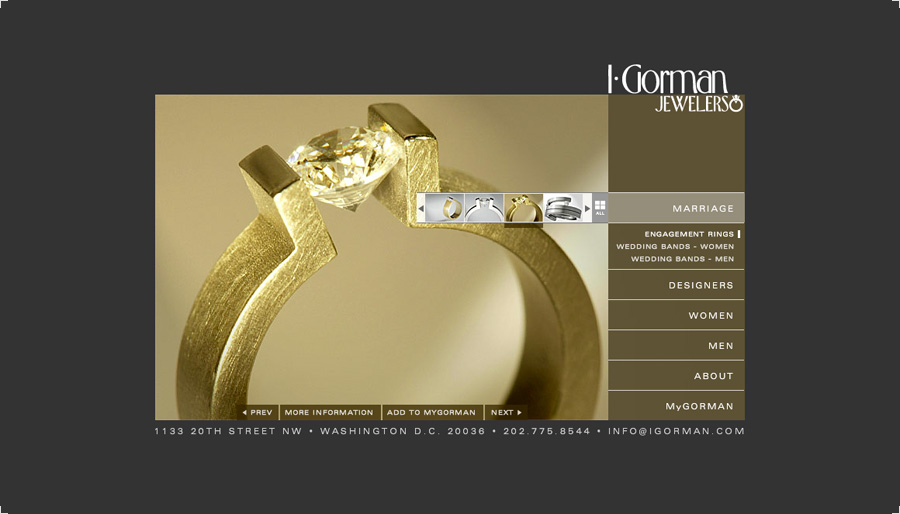 I·Gorman
JEWELERS
ALL
MARRIAGE
ENGAGEMENT RINGS
WEDDING BANDS - WOMEN
WEDDING BANDS - MEN
DESIGNERS
WOMEN
MEN
ABOUT
MyGORMAN
PREV
MORE INFORMATION
ADD TO MYGORMAN
NEXT
1133 20TH STREET NW • WASHINGTON D.C. 20036 • 202.775.8544 • INFO@IGORMAN.COM